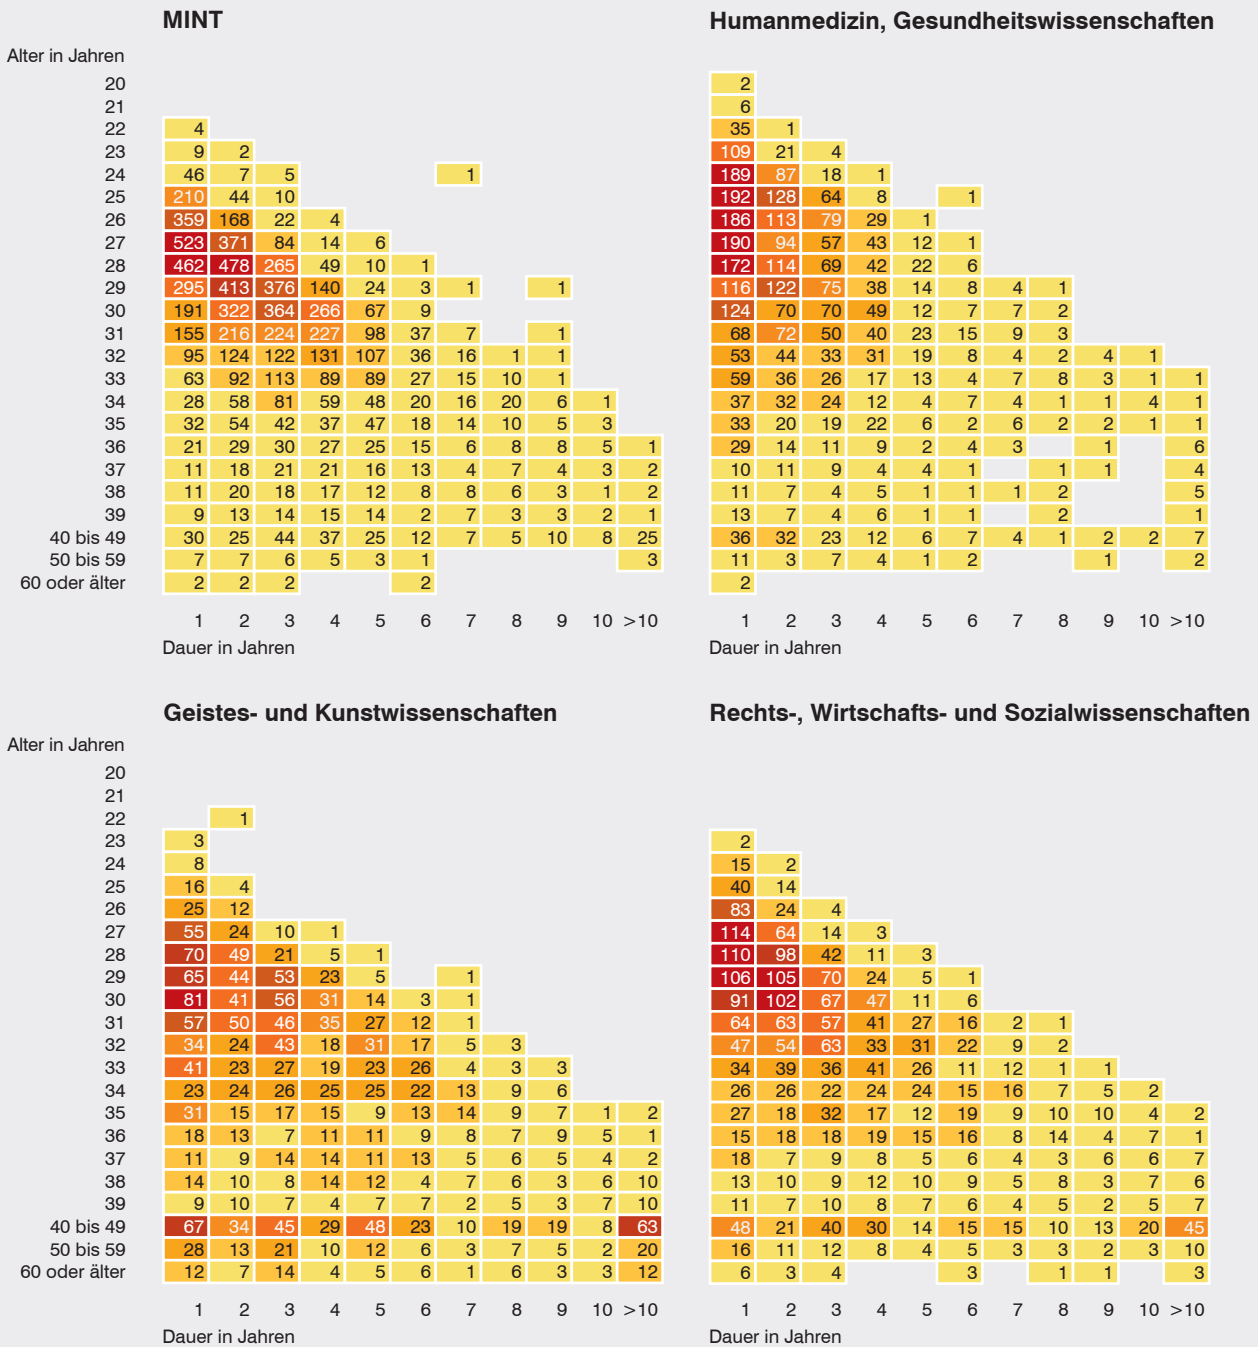 MINT Humanmedizin, Gesundheitswissenschaften
Alter in Jahren
20 2
21 6
22 4 35 1
23 9 2 109 21 4
24 46 7 5 1 189 87 18 1
25 210 44 10 192 128 64 8 1
26 359 168 22 4 186 113 79 29 1
27 523 371 84 14 6 190 94 57 43 12 1
28 462 478 265 49 10 1 172 114 69 42 22 6
29 295 413 376 140 24 3 1 1 116 122 75 38 14 8 4 1
30 191 322 364 266 67 9 124 70 70 49 12 7 7 2
31 155 216 224 227 98 37 7 1 68 72 50 40 23 15 9 3
32 95 124 122 131 107 36 16 1 1 53 44 33 31 19 8 4 2 4 1
33 63 92 113 89 89 27 15 10 1 59 36 26 17 13 4 7 8 3 1 1
34 28 58 81 59 48 20 16 20 6 1 37 32 24 12 4 7 4 1 1 4 1
35 32 54 42 37 47 18 14 10 5 3 33 20 19 22 6 2 6 2 2 1 1
36 21 29 30 27 25 15 6 8 8 5 1 29 14 11 9 2 4 3 1 6
37 11 18 21 21 16 13 4 7 4 3 2 10 11 9 4 4 1 1 1 4
38 11 20 18 17 12 8 8 6 3 1 2 11 7 4 5 1 1 1 2 5
39 9 13 14 15 14 2 7 3 3 2 1 13 7 4 6 1 1 2 1
40 bis 49 30 25 44 37 25 12 7 5 10 8 25 36 32 23 12 6 7 4 1 2 2 7
50 bis 59 7 7 6 5 3 1 3 11 3 7 4 1 2 1 2
60 oder älter 2 2 2 2 2
1 2 3 4 5 6 7 8 9 10 >10 1 2 3 4 5 6 7 8 9 10 >10
Dauer in Jahren Dauer in Jahren
Geistes- und Kunstwissenschaften Rechts-, Wirtschafts- und Sozialwissenschaften
Alter in Jahren
20
21
22 1
23 3 2
24 8 15 2
25 16 4 40 14
26 25 12 83 24 4
27 55 24 10 1 114 64 14 3
28 70 49 21 5 1 110 98 42 11 3
29 65 44 53 23 5 1 106 105 70 24 5 1
30 81 41 56 31 14 3 1 91 102 67 47 11 6
31 57 50 46 35 27 12 1 64 63 57 41 27 16 2 1
32 34 24 43 18 31 17 5 3 47 54 63 33 31 22 9 2
33 41 23 27 19 23 26 4 3 3 34 39 36 41 26 11 12 1 1
34 23 24 26 25 25 22 13 9 6 26 26 22 24 24 15 16 7 5 2
35 31 15 17 15 9 13 14 9 7 1 2 27 18 32 17 12 19 9 10 10 4 2
36 18 13 7 11 11 9 8 7 9 5 1 15 18 18 19 15 16 8 14 4 7 1
37 11 9 14 14 11 13 5 6 5 4 2 18 7 9 8 5 6 4 3 6 6 7
38 14 10 8 14 12 4 7 6 3 6 10 13 10 9 12 10 9 5 8 3 7 6
39 9 10 7 4 7 7 2 5 3 7 10 11 7 10 8 7 6 4 5 2 5 7
40 bis 49 67 34 45 29 48 23 10 19 19 8 63 48 21 40 30 14 15 15 10 13 20 45
50 bis 59 28 13 21 10 12 6 3 7 5 2 20 16 11 12 8 4 5 3 3 2 3 10
60 oder älter 12 7 14 4 5 6 1 6 3 3 12 6 3 4 3 1 1 3
1 2 3 4 5 6 7 8 9 10 >10 1 2 3 4 5 6 7 8 9 10 >10
Dauer in Jahren Dauer in Jahren